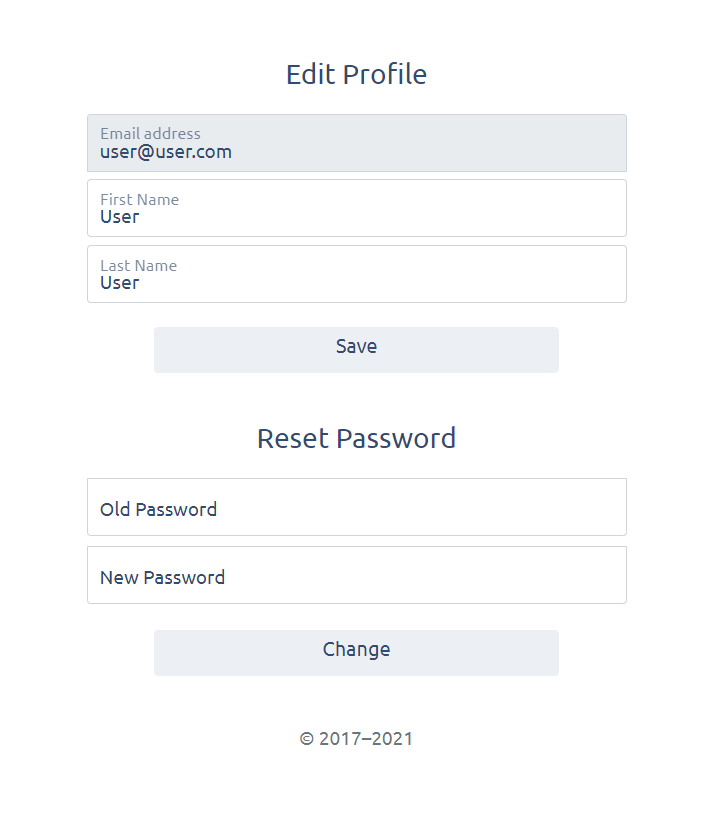 Edit Profile
Email address
user@user.com
First Name
User
Last Name
User
Save
Reset Password
Old Password
New Password
Change
© 2017–2021